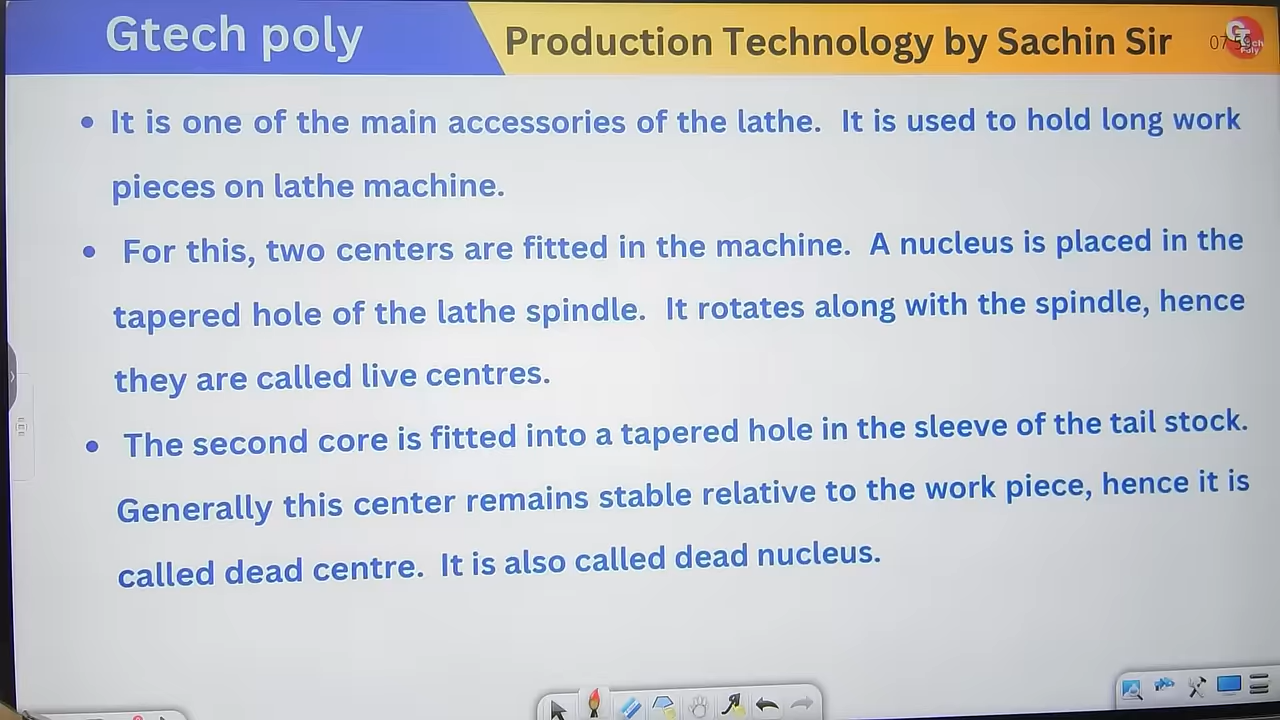 Gtech poly
Production Technology by Sachin Sir
• It is one of the main accessories of the lathe. It is used to hold long work
pieces on lathe machine.
• For this, two centers are fitted in the machine. A nucleus is placed in the
tapered hole of the lathe spindle. It rotates along with the spindle, hence
they are called live centres.
• The second core is fitted into a tapered hole in the sleeve of the tail stock.
Generally this center remains stable relative to the work piece, hence it is
called dead centre. It is also called dead nucleus.